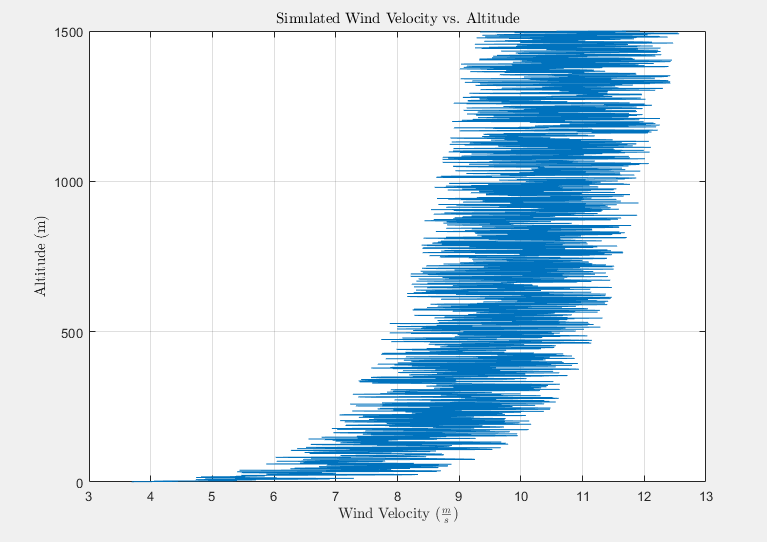 Simulated Wind Velocity vs. Altitude
1500
1000
500
0
Altitude (m)
3 4 5 6 7 8 9 10 11 12 13
Wind Velocity (m/s)